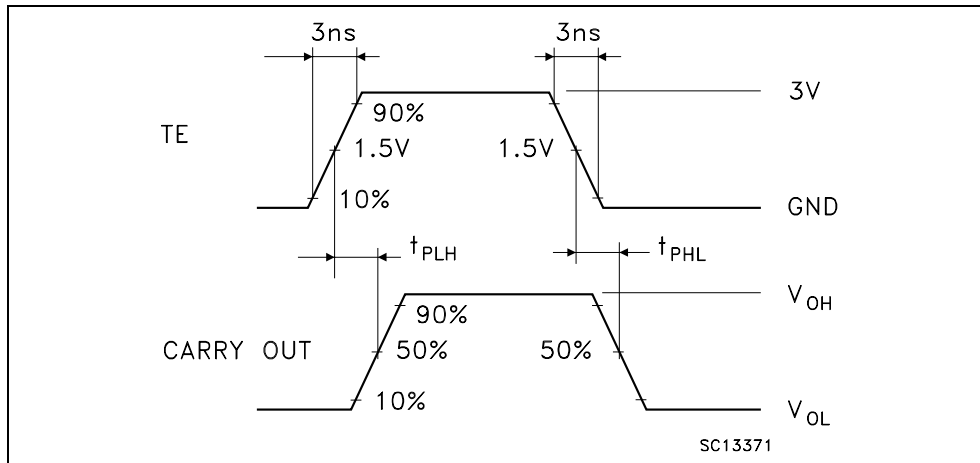 3ns 3ns
3V
90%
TE 1.5V 1.5V
10% GND
tPLH tPHL
VOH
90%
CARRY OUT 50% 50%
10%
VOL
SC13371